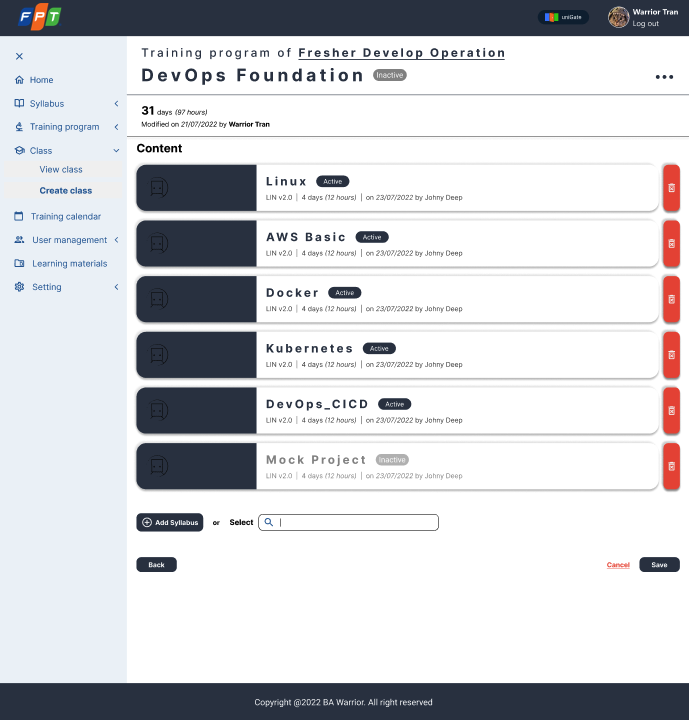 FPT
uniGate
Warrior Tran
Log out
Home
Syllabus
Training program
Class
View class
Create class
Training calendar
User management
Learning materials
Setting
Training program of Fresher Develop Operation
DevOps Foundation Inactive
31 days (97 hours)
Modified on 21/07/2022 by Warrior Tran
Content
Linux Active
LIN v2.0 | 4 days (12 hours) | on 23/07/2022 by Johny Deep
AWS Basic Active
LIN v2.0 | 4 days (12 hours) | on 23/07/2022 by Johny Deep
Docker Active
LIN v2.0 | 4 days (12 hours) | on 23/07/2022 by Johny Deep
Kubernetes Active
LIN v2.0 | 4 days (12 hours) | on 23/07/2022 by Johny Deep
DevOps_CICD Active
LIN v2.0 | 4 days (12 hours) | on 23/07/2022 by Johny Deep
Mock Project Inactive
LIN v2.0 | 4 days (12 hours) | on 23/07/2022 by Johny Deep
Add Syllabus or Select
Back Cancel Save
Copyright @2022 BA Warrior. All right reserved